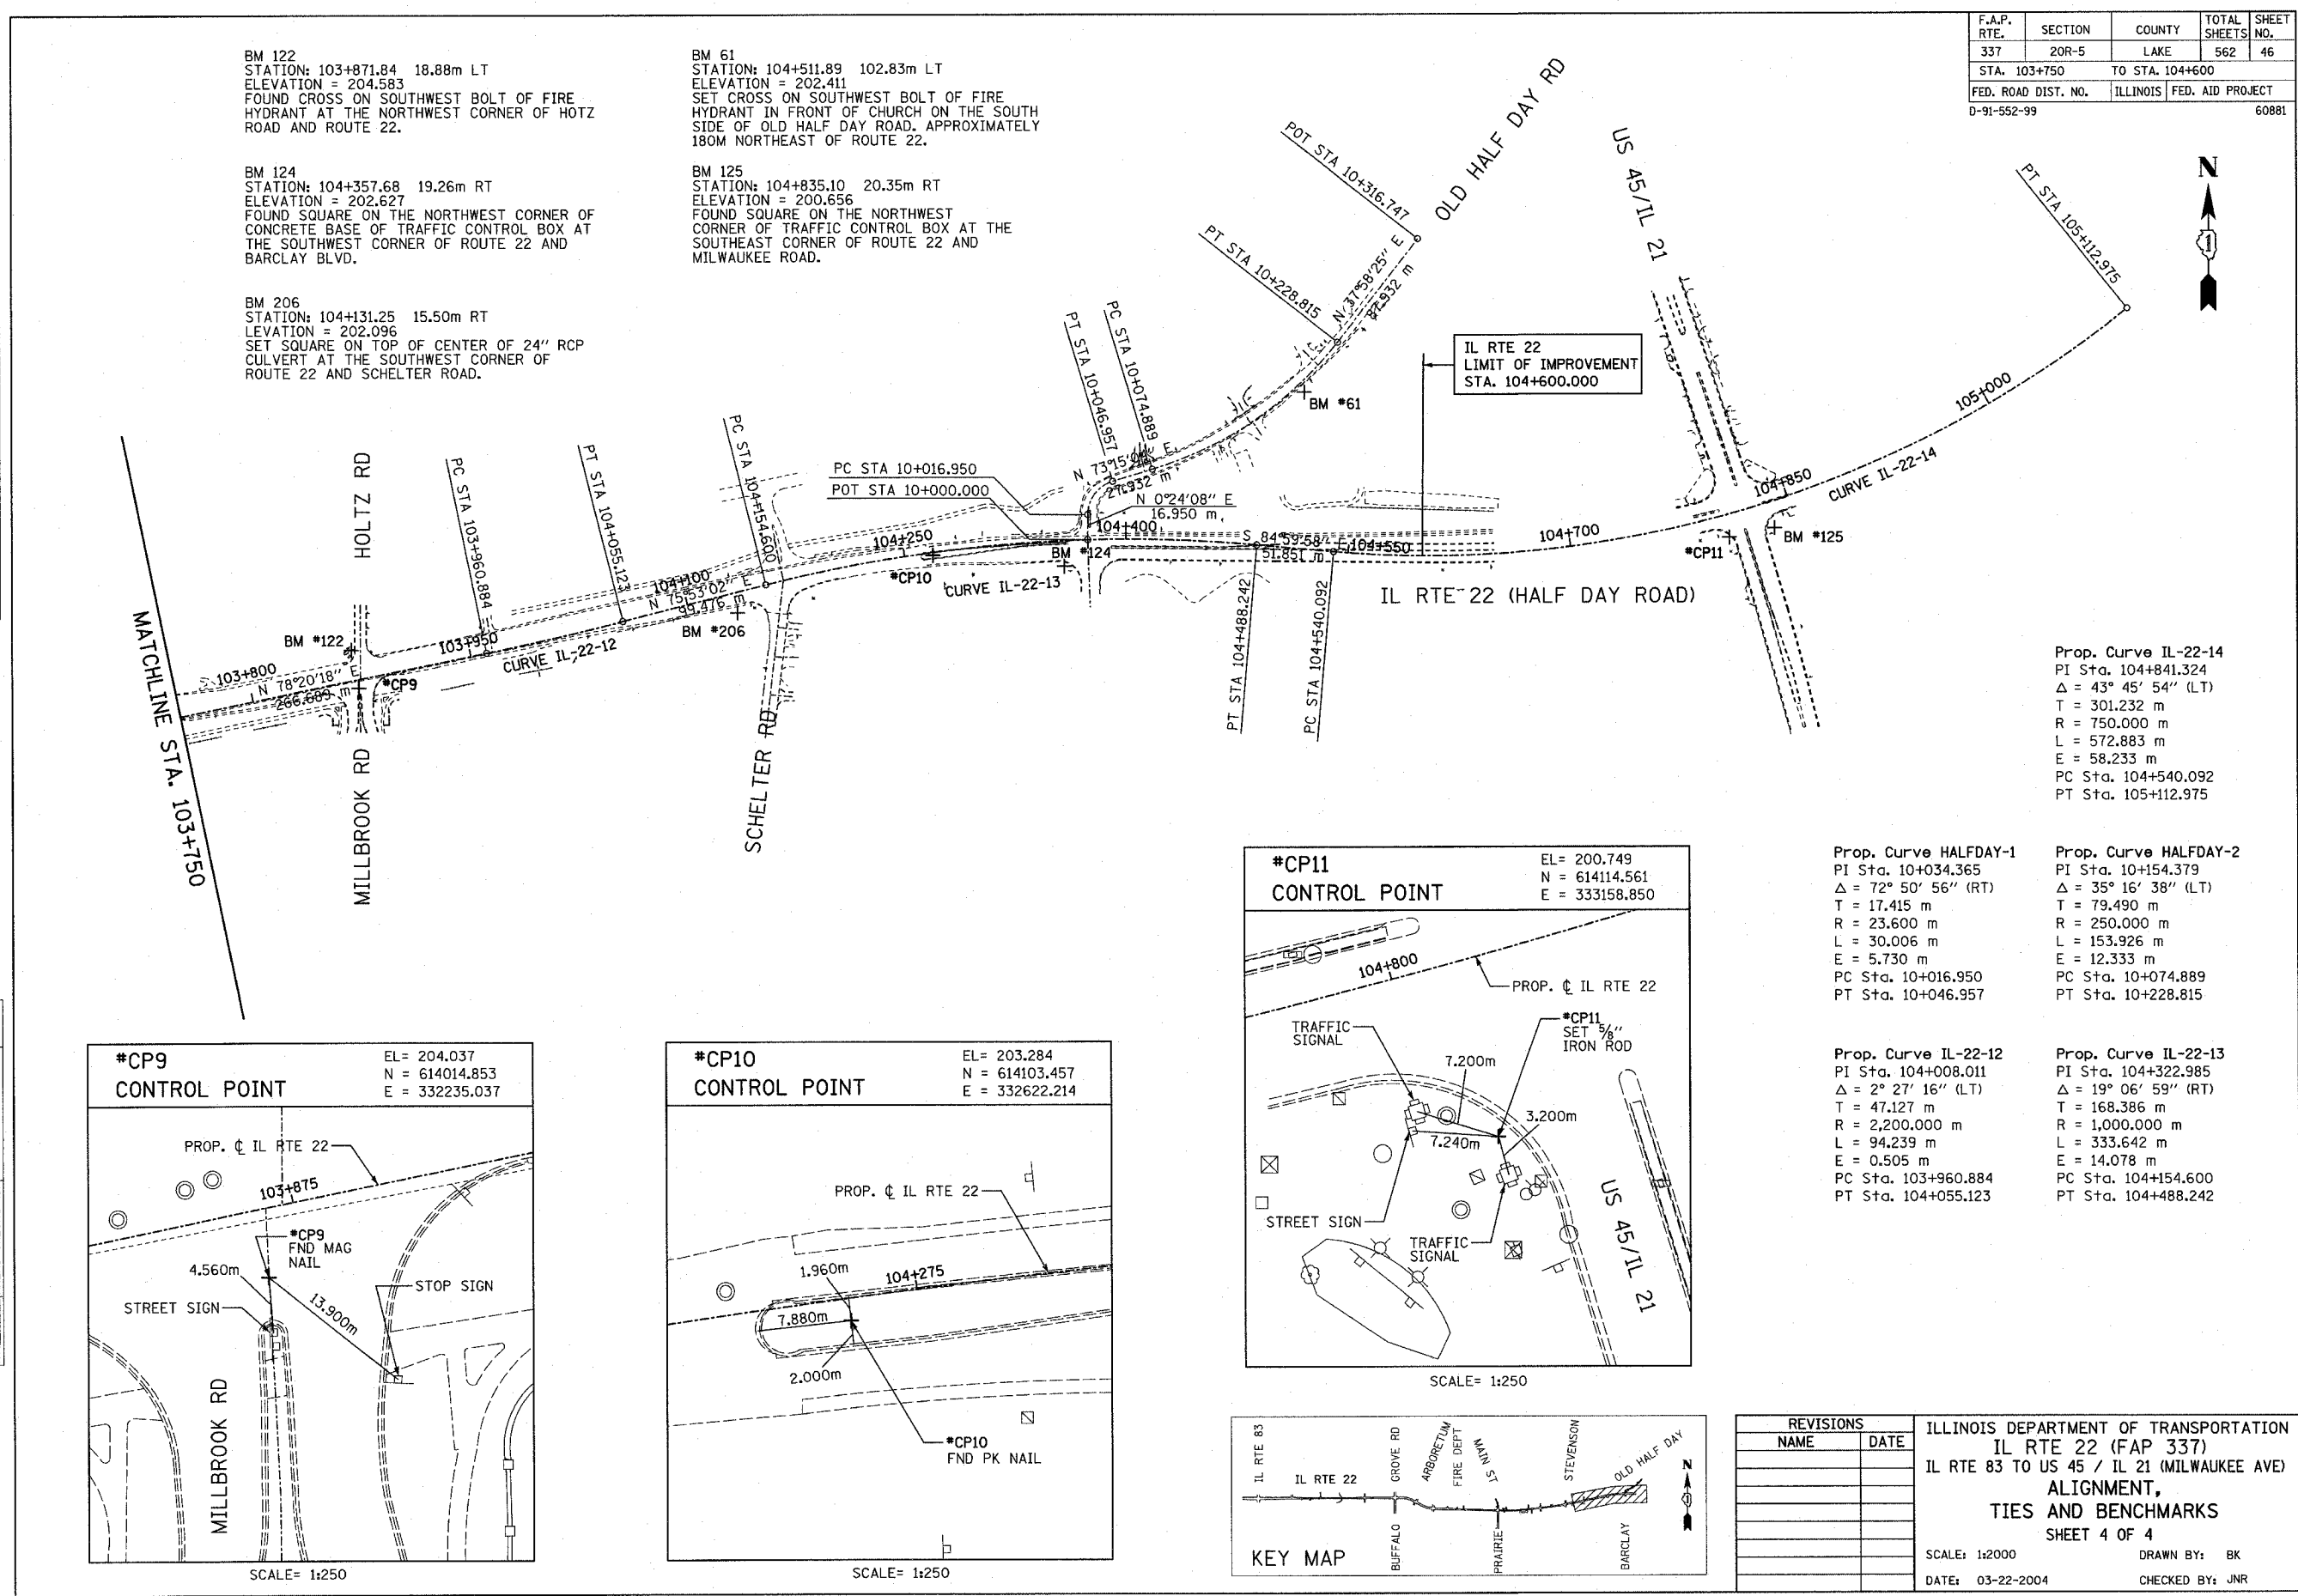 F.A.P. RTE. SECTION COUNTY TOTAL SHEETS SHEET NO.
337 20R-5 LAKE 562 46
STA. 103+750 TO STA. 104+600
FED. ROAD DIST. NO. ILLINOIS FED. AID PROJECT
D-91-552-99 60881
BM 122
STATION: 103+871.84 18.88m LT
ELEVATION = 204.583
FOUND CROSS ON SOUTHWEST BOLT OF FIRE
HYDRANT AT THE NORTHWEST CORNER OF HOTZ
ROAD AND ROUTE 22.
BM 124
STATION: 104+357.68 19.26m RT
ELEVATION = 202.627
FOUND SQUARE ON THE NORTHWEST CORNER OF
CONCRETE BASE OF TRAFFIC CONTROL BOX AT
THE SOUTHWEST CORNER OF ROUTE 22 AND
BARCLAY BLVD.
BM 206
STATION: 104+131.25 15.50m RT
LEVATION = 202.096
SET SQUARE ON TOP OF CENTER OF 24" RCP
CULVERT AT THE SOUTHWEST CORNER OF
ROUTE 22 AND SCHELTER ROAD.
BM 61
STATION: 104+511.89 102.83m LT
ELEVATION = 202.411
SET CROSS ON SOUTHWEST BOLT OF FIRE
HYDRANT IN FRONT OF CHURCH ON THE SOUTH
SIDE OF OLD HALF DAY ROAD. APPROXIMATELY
180M NORTHEAST OF ROUTE 22.
BM 125
STATION: 104+835.10 20.35m RT
ELEVATION = 200.656
FOUND SQUARE ON THE NORTHWEST
CORNER OF TRAFFIC CONTROL BOX AT THE
SOUTHEAST CORNER OF ROUTE 22 AND
MILWAUKEE ROAD.
N
1
POT STA 10+316.747
OLD HALF DAY RD
US 45/IL 21
PT STA 105+112.975
PT STA 10+228.815
N 37°58'25" E
87.932 m
PC STA 10+074.889
PT STA 10+046.957
IL RTE 22
LIMIT OF IMPROVEMENT
STA. 104+600.000
BM #61
105+000
N 73°15'04" E
27.932 m
PC STA 10+016.950
POT STA 10+000.000
N 0°24'08" E
16.950 m
PC STA 104+154.600
PT STA 104+055.123
PC STA 103+960.884
HOLTZ RD
104+850
CURVE IL-22-14
104+700
104+400
104+250
S 84°59'58" E
51.851 m
104+550
BM #124
BM #125
#CP11
#CP10
CURVE IL-22-13
104+100
N 75°53'02" E
99.476 m
BM #206
IL RTE 22 (HALF DAY ROAD)
PT STA 104+488.242
PC STA 104+540.092
BM #122
103+950
CURVE IL-22-12
103+800
N 78°20'18" E
266.689 m
#CP9
MATCHLINE STA. 103+750
MILLBROOK RD
SCHELTER RD
Prop. Curve IL-22-14
PI Sta. 104+841.324
Δ = 43° 45' 54" (LT)
T = 301.232 m
R = 750.000 m
L = 572.883 m
E = 58.233 m
PC Sta. 104+540.092
PT Sta. 105+112.975
Prop. Curve HALFDAY-1
PI Sta. 10+034.365
Δ = 72° 50' 56" (RT)
T = 17.415 m
R = 23.600 m
L = 30.006 m
E = 5.730 m
PC Sta. 10+016.950
PT Sta. 10+046.957
Prop. Curve HALFDAY-2
PI Sta. 10+154.379
Δ = 35° 16' 38" (LT)
T = 79.490 m
R = 250.000 m
L = 153.926 m
E = 12.333 m
PC Sta. 10+074.889
PT Sta. 10+228.815
Prop. Curve IL-22-12
PI Sta. 104+008.011
Δ = 2° 27' 16" (LT)
T = 47.127 m
R = 2,200.000 m
L = 94.239 m
E = 0.505 m
PC Sta. 103+960.884
PT Sta. 104+055.123
Prop. Curve IL-22-13
PI Sta. 104+322.985
Δ = 19° 06' 59" (RT)
T = 168.386 m
R = 1,000.000 m
L = 333.642 m
E = 14.078 m
PC Sta. 104+154.600
PT Sta. 104+488.242
#CP9
CONTROL POINT
EL= 204.037
N = 614014.853
E = 332235.037
PROP. ℄ IL RTE 22
103+875
#CP9
FND MAG
NAIL
4.560m
STREET SIGN
13.900m
STOP SIGN
MILLBROOK RD
SCALE= 1:250
#CP10
CONTROL POINT
EL= 203.284
N = 614103.457
E = 332622.214
PROP. ℄ IL RTE 22
1.960m
104+275
7.880m
2.000m
#CP10
FND PK NAIL
SCALE= 1:250
#CP11
CONTROL POINT
EL= 200.749
N = 614114.561
E = 333158.850
104+800
PROP. ℄ IL RTE 22
TRAFFIC
SIGNAL
#CP11
SET 5/8"
IRON ROD
7.200m
3.200m
7.240m
STREET SIGN
TRAFFIC
SIGNAL
US 45/IL 21
SCALE= 1:250
IL RTE 83
IL RTE 22
GROVE RD
ARBORETUM
FIRE DEPT
MAIN ST
STEVENSON
OLD HALF DAY
N
1
BUFFALO
PRAIRIE
BARCLAY
KEY MAP
REVISIONS
NAME DATE
ILLINOIS DEPARTMENT OF TRANSPORTATION
IL RTE 22 (FAP 337)
IL RTE 83 TO US 45 / IL 21 (MILWAUKEE AVE)
ALIGNMENT,
TIES AND BENCHMARKS
SHEET 4 OF 4
SCALE: 1:2000 DRAWN BY: BK
DATE: 03-22-2004 CHECKED BY: JNR